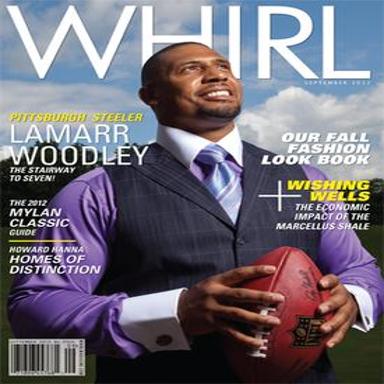 WHIRL
SEPTEMBER 2012
PITTSBURGH STEELER
LAMARR
WOODLEY
THE STAIRWAY
TO SEVEN!
THE 2012
MYLAN
CLASSIC
GUIDE
HOWARD HANNA
HOMES OF
DISTINCTION
OUR FALL
FASHION
LOOK BOOK
+ WISHING
WELLS
THE ECONOMIC
IMPACT OF THE
MARCELLUS SHALE
NFL